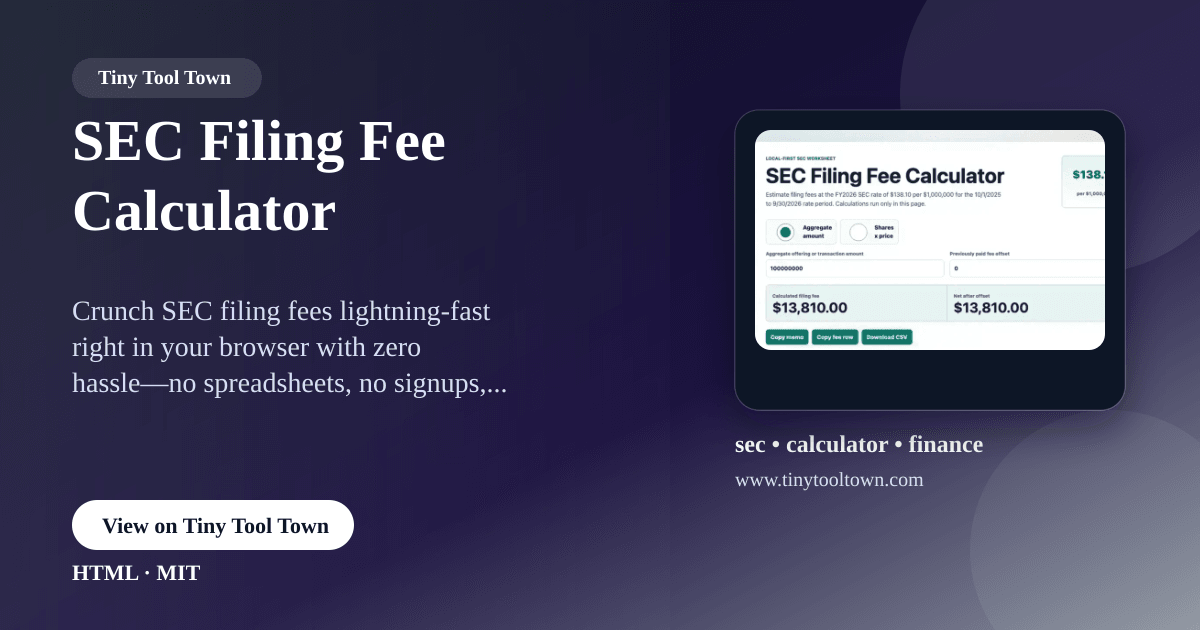 Tiny Tool Town
SEC Filing Fee
Calculator
Crunch SEC filing fees lightning-fast
right in your browser with zero
hassle—no spreadsheets, no signups,...
View on Tiny Tool Town
HTML · MIT
LOCAL-FIRST SEC WORKSHEET
SEC Filing Fee Calculator
Estimate filing fees at the FY2026 SEC rate of $138.10 per $1,000,000 for the 10/1/2025
to 9/30/2026 rate period. Calculations run only in this page.
$138.
per $1,000,
Aggregate
amount
Shares
x price
Aggregate offering or transaction amount
Previously paid fee offset
100000000
0
Calculated filing fee
Net after offset
$13,810.00
$13,810.00
Copy memo
Copy fee row
Download CSV
sec • calculator • finance
www.tinytooltown.com